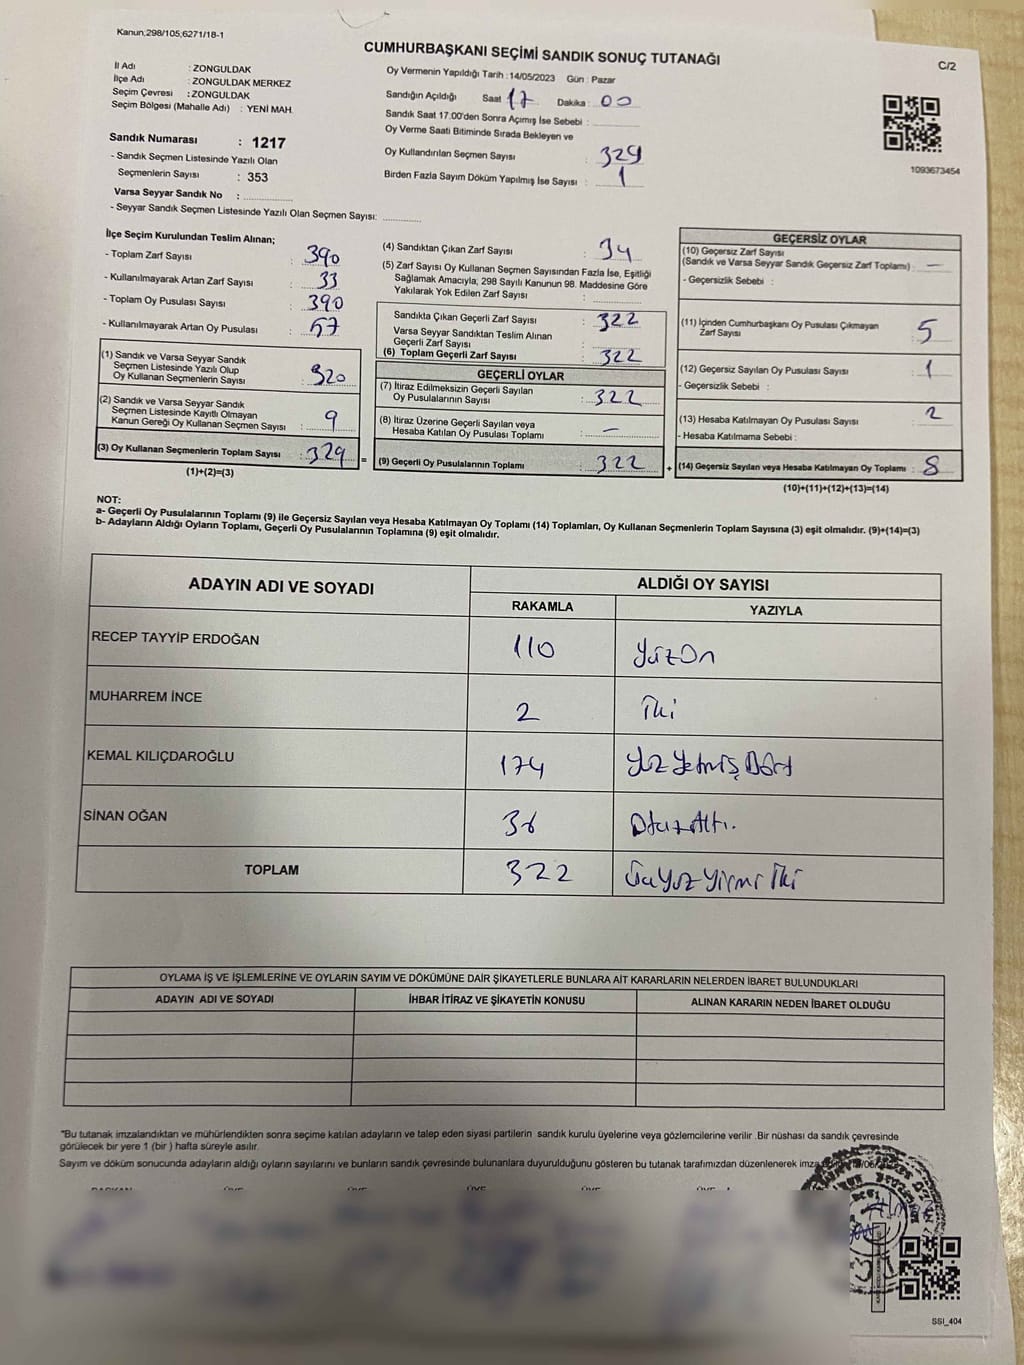 Kanun,298/105,6271/18-1
CUMHURBAŞKANI SEÇİMİ SANDIK SONUÇ TUTANAĞI
C/2
İl Adı : ZONGULDAK
İlçe Adı : ZONGULDAK MERKEZ
Seçim Çevresi : ZONGULDAK
Seçim Bölgesi (Mahalle Adı) : YENİ MAH.
Sandık Numarası : 1217
- Sandık Seçmen Listesinde Yazılı Olan
Seçmenlerin Sayısı : 353
Varsa Seyyar Sandık No :
- Seyyar Sandık Seçmen Listesinde Yazılı Olan Seçmen Sayısı:
Oy Vermenin Yapıldığı Tarih : 14/05/2023 Gün : Pazar
Sandığın Açıldığı Saat 17 Dakika : 00
Sandık Saat 17.00'den Sonra Açılmış İse Sebebi :
Oy Verme Saati Bitiminde Sırada Bekleyen ve
Oy Kullandırılan Seçmen Sayısı : 329
Birden Fazla Sayım Döküm Yapılmış İse Sayısı : 1
1093673454
İlçe Seçim Kurulundan Teslim Alınan;
- Toplam Zarf Sayısı : 390
- Kullanılmayarak Artan Zarf Sayısı : 33
- Toplam Oy Pusulası Sayısı : 390
- Kullanılmayarak Artan Oy Pusulası : 57
(1) Sandık ve Varsa Seyyar Sandık
Seçmen Listesinde Yazılı Olup
Oy Kullanan Seçmenlerin Sayısı : 320
(2) Sandık ve Varsa Seyyar Sandık
Seçmen Listesinde Kayıtlı Olmayan
Kanun Gereği Oy Kullanan Seçmen Sayısı : 9
(3) Oy Kullanan Seçmenlerin Toplam Sayısı : 329
(1)+(2)=(3)
(4) Sandıktan Çıkan Zarf Sayısı : 34
(5) Zarf Sayısı Oy Kullanan Seçmen Sayısından Fazla İse, Eşitliği
Sağlamak Amacıyla; 298 Sayılı Kanunun 98. Maddesine Göre
Yakılarak Yok Edilen Zarf Sayısı :
Sandıkta Çıkan Geçerli Zarf Sayısı : 322
Varsa Seyyar Sandıktan Teslim Alınan
Geçerli Zarf Sayısı :
(6) Toplam Geçerli Zarf Sayısı : 322
GEÇERLİ OYLAR
(7) İtiraz Edilmeksizin Geçerli Sayılan
Oy Pusulalarının Sayısı : 322
(8) İtiraz Üzerine Geçerli Sayılan veya
Hesaba Katılan Oy Pusulası Toplamı : -
= (9) Geçerli Oy Pusulalarının Toplamı : 322
GEÇERSİZ OYLAR
(10) Geçersiz Zarf Sayısı
(Sandık ve Varsa Seyyar Sandık Geçersiz Zarf Toplamı) : -
- Geçersizlik Sebebi :
(11) İçinden Cumhurbaşkanı Oy Pusulası Çıkmayan
Zarf Sayısı : 5
(12) Geçersiz Sayılan Oy Pusulası Sayısı : 1
- Geçersizlik Sebebi :
(13) Hesaba Katılmayan Oy Pusulası Sayısı : 2
- Hesaba Katılmama Sebebi :
+ (14) Geçersiz Sayılan veya Hesaba Katılmayan Oy Toplamı : 8
(10)+(11)+(12)+(13)=(14)
NOT:
a- Geçerli Oy Pusulalarının Toplamı (9) ile Geçersiz Sayılan veya Hesaba Katılmayan Oy Toplamı (14) Toplamları, Oy Kullanan Seçmenlerin Toplam Sayısına (3) eşit olmalıdır. (9)+(14)=(3)
b- Adayların Aldığı Oyların Toplamı, Geçerli Oy Pusulalarının Toplamına (9) eşit olmalıdır.
ADAYIN ADI VE SOYADI ALDIĞI OY SAYISI
RAKAMLA YAZIYLA
RECEP TAYYİP ERDOĞAN 110 YüzOn
MUHARREM İNCE 2 İki
KEMAL KILIÇDAROĞLU 174 Yüz Yetmiş Dört
SİNAN OĞAN 36 OtuzAltı.
TOPLAM 322 Üçyüz Yirmi İki
OYLAMA İŞ VE İŞLEMLERİNE VE OYLARIN SAYIM VE DÖKÜMÜNE DAİR ŞİKAYETLERLE BUNLARA AİT KARARLARIN NELERDEN İBARET BULUNDUKLARI
ADAYIN ADI VE SOYADI İHBAR İTİRAZ VE ŞİKAYETİN KONUSU ALINAN KARARIN NEDEN İBARET OLDUĞU
"Bu tutanak imzalandıktan ve mühürlendikten sonra seçime katılan adayların ve talep eden siyasi partilerin sandık kurulu üyelerine veya gözlemcilerine verilir. Bir nüshası da sandık çevresinde
görülecek bir yere 1 (bir ) hafta süreyle asılır.
Sayım ve döküm sonucunda adayların aldığı oyların sayılarını ve bunların sandık çevresinde bulunanlara duyurulduğunu gösteren bu tutanak tarafımızdan düzenlenerek
SSI_404